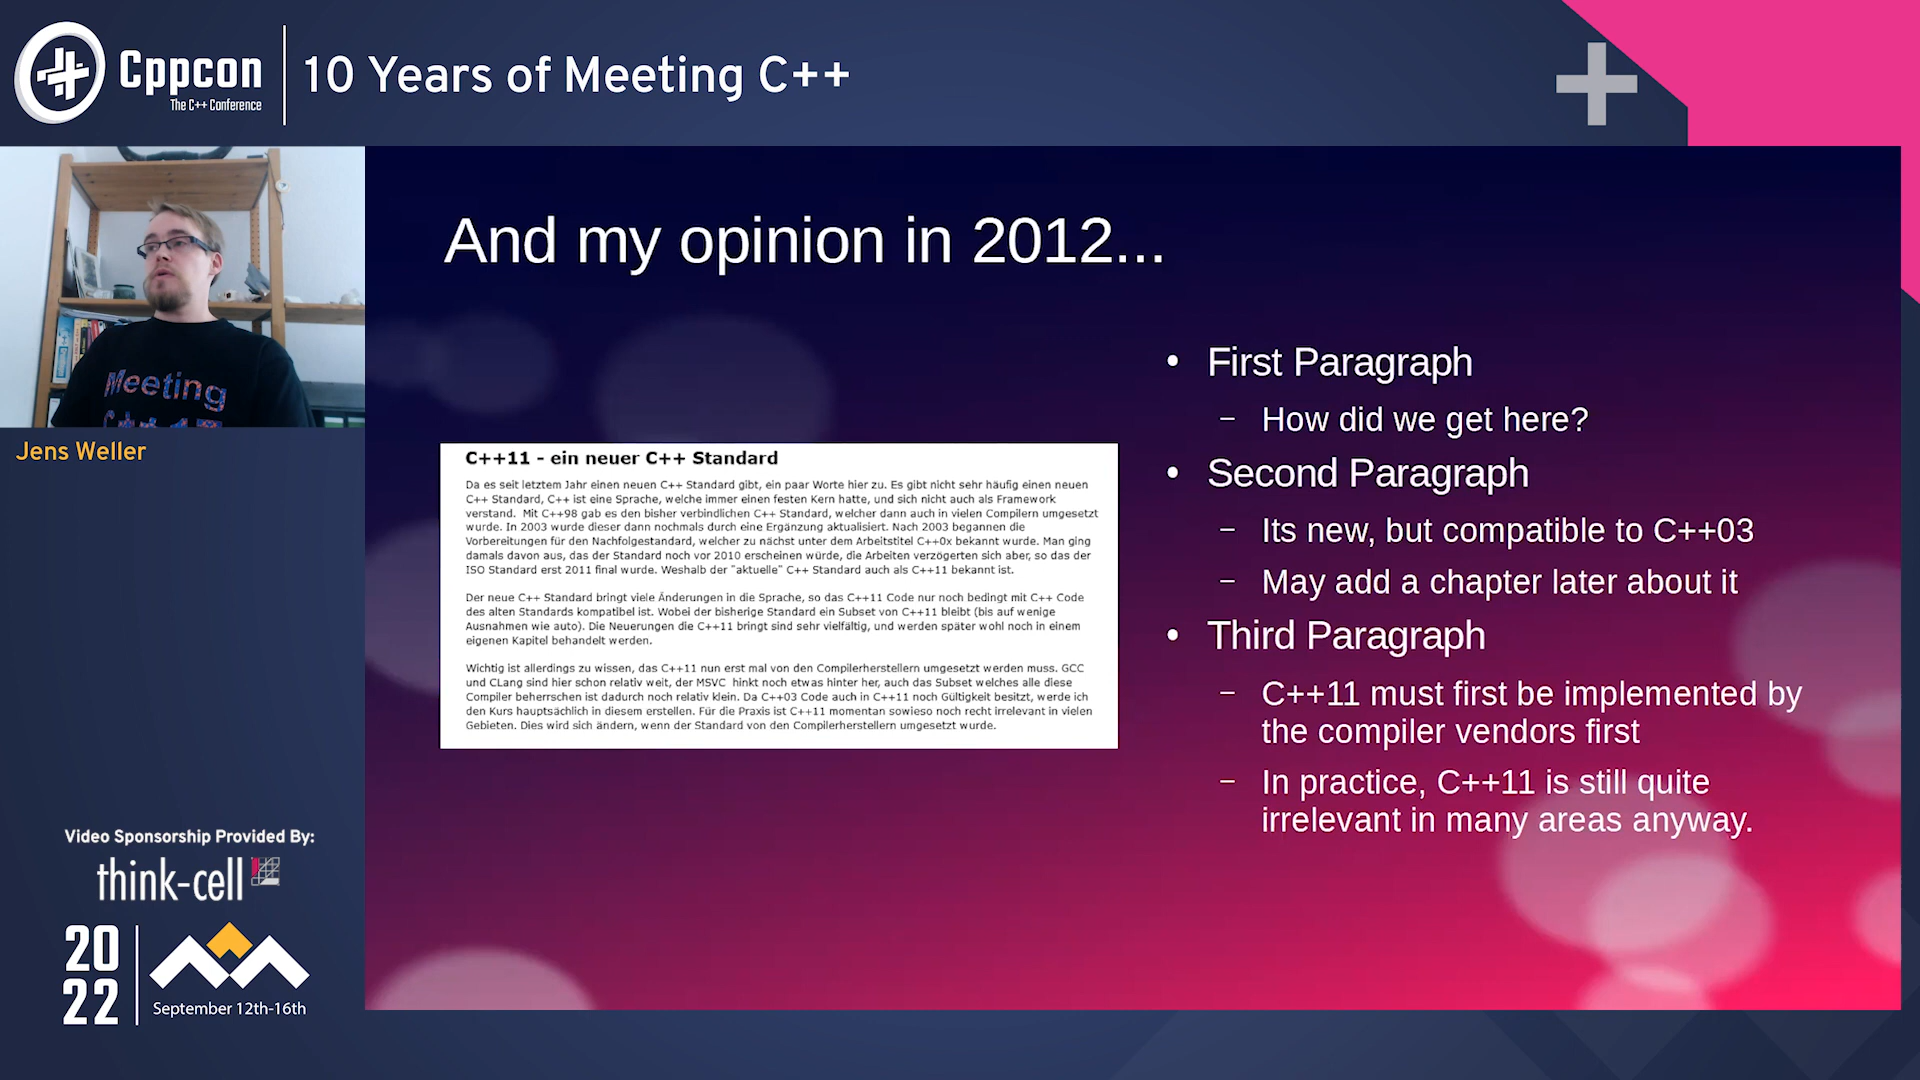 Cppcon
The C++ Conference
10 Years of Meeting C++
Meeting
Jens Weller
And my opinion in 2012...
C++11 - ein neuer C++ Standard
Da es seit letztem Jahr einen neuen C++ Standard gibt, ein paar Worte hier zu. Es gibt nicht sehr häufig einen neuen
C++ Standard, C++ ist eine Sprache, welche immer einen festen Kern hatte, und sich nicht auch als Framework
verstand. Mit C++98 gab es den bisher verbindlichen C++ Standard, welcher dann auch in vielen Compilern umgesetzt
wurde. In 2003 wurde dieser dann nochmals durch eine Ergänzung aktualisiert. Nach 2003 begannen die
Vorbereitungen für den Nachfolgestandard, welcher zu nächst unter dem Arbeitstitel C++0x bekannt wurde. Man ging
damals davon aus, das der Standard noch vor 2010 erscheinen würde, die Arbeiten verzögerten sich aber, so das der
ISO Standard erst 2011 final wurde. Weshalb der "aktuelle" C++ Standard auch als C++11 bekannt ist.
Der neue C++ Standard bringt viele Änderungen in die Sprache, so das C++11 Code nur noch bedingt mit C++ Code
des alten Standards kompatibel ist. Wobei der bisherige Standard ein Subset von C++11 bleibt (bis auf wenige
Ausnahmen wie auto). Die Neuerungen die C++11 bringt sind sehr vielfältig, und werden später wohl noch in einem
eigenen Kapitel behandelt werden.
Wichtig ist allerdings zu wissen, das C++11 nun erst mal von den Compilerherstellern umgesetzt werden muss. GCC
und CLang sind hier schon relativ weit, der MSVC hinkt noch etwas hinter her, auch das Subset welches alle diese
Compiler beherrschen ist dadurch noch relativ klein. Da C++03 Code auch in C++11 noch Gültigkeit besitzt, werde ich
den Kurs hauptsächlich in diesem erstellen. Für die Praxis ist C++11 momentan sowieso noch recht irrelevant in vielen
Gebieten. Dies wird sich ändern, wenn der Standard von den Compilerherstellern umgesetzt wurde.
• First Paragraph
– How did we get here?
• Second Paragraph
– Its new, but compatible to C++03
– May add a chapter later about it
• Third Paragraph
– C++11 must first be implemented by
the compiler vendors first
– In practice, C++11 is still quite
irrelevant in many areas anyway.
Video Sponsorship Provided By:
think-cell
20
22
September 12th-16th